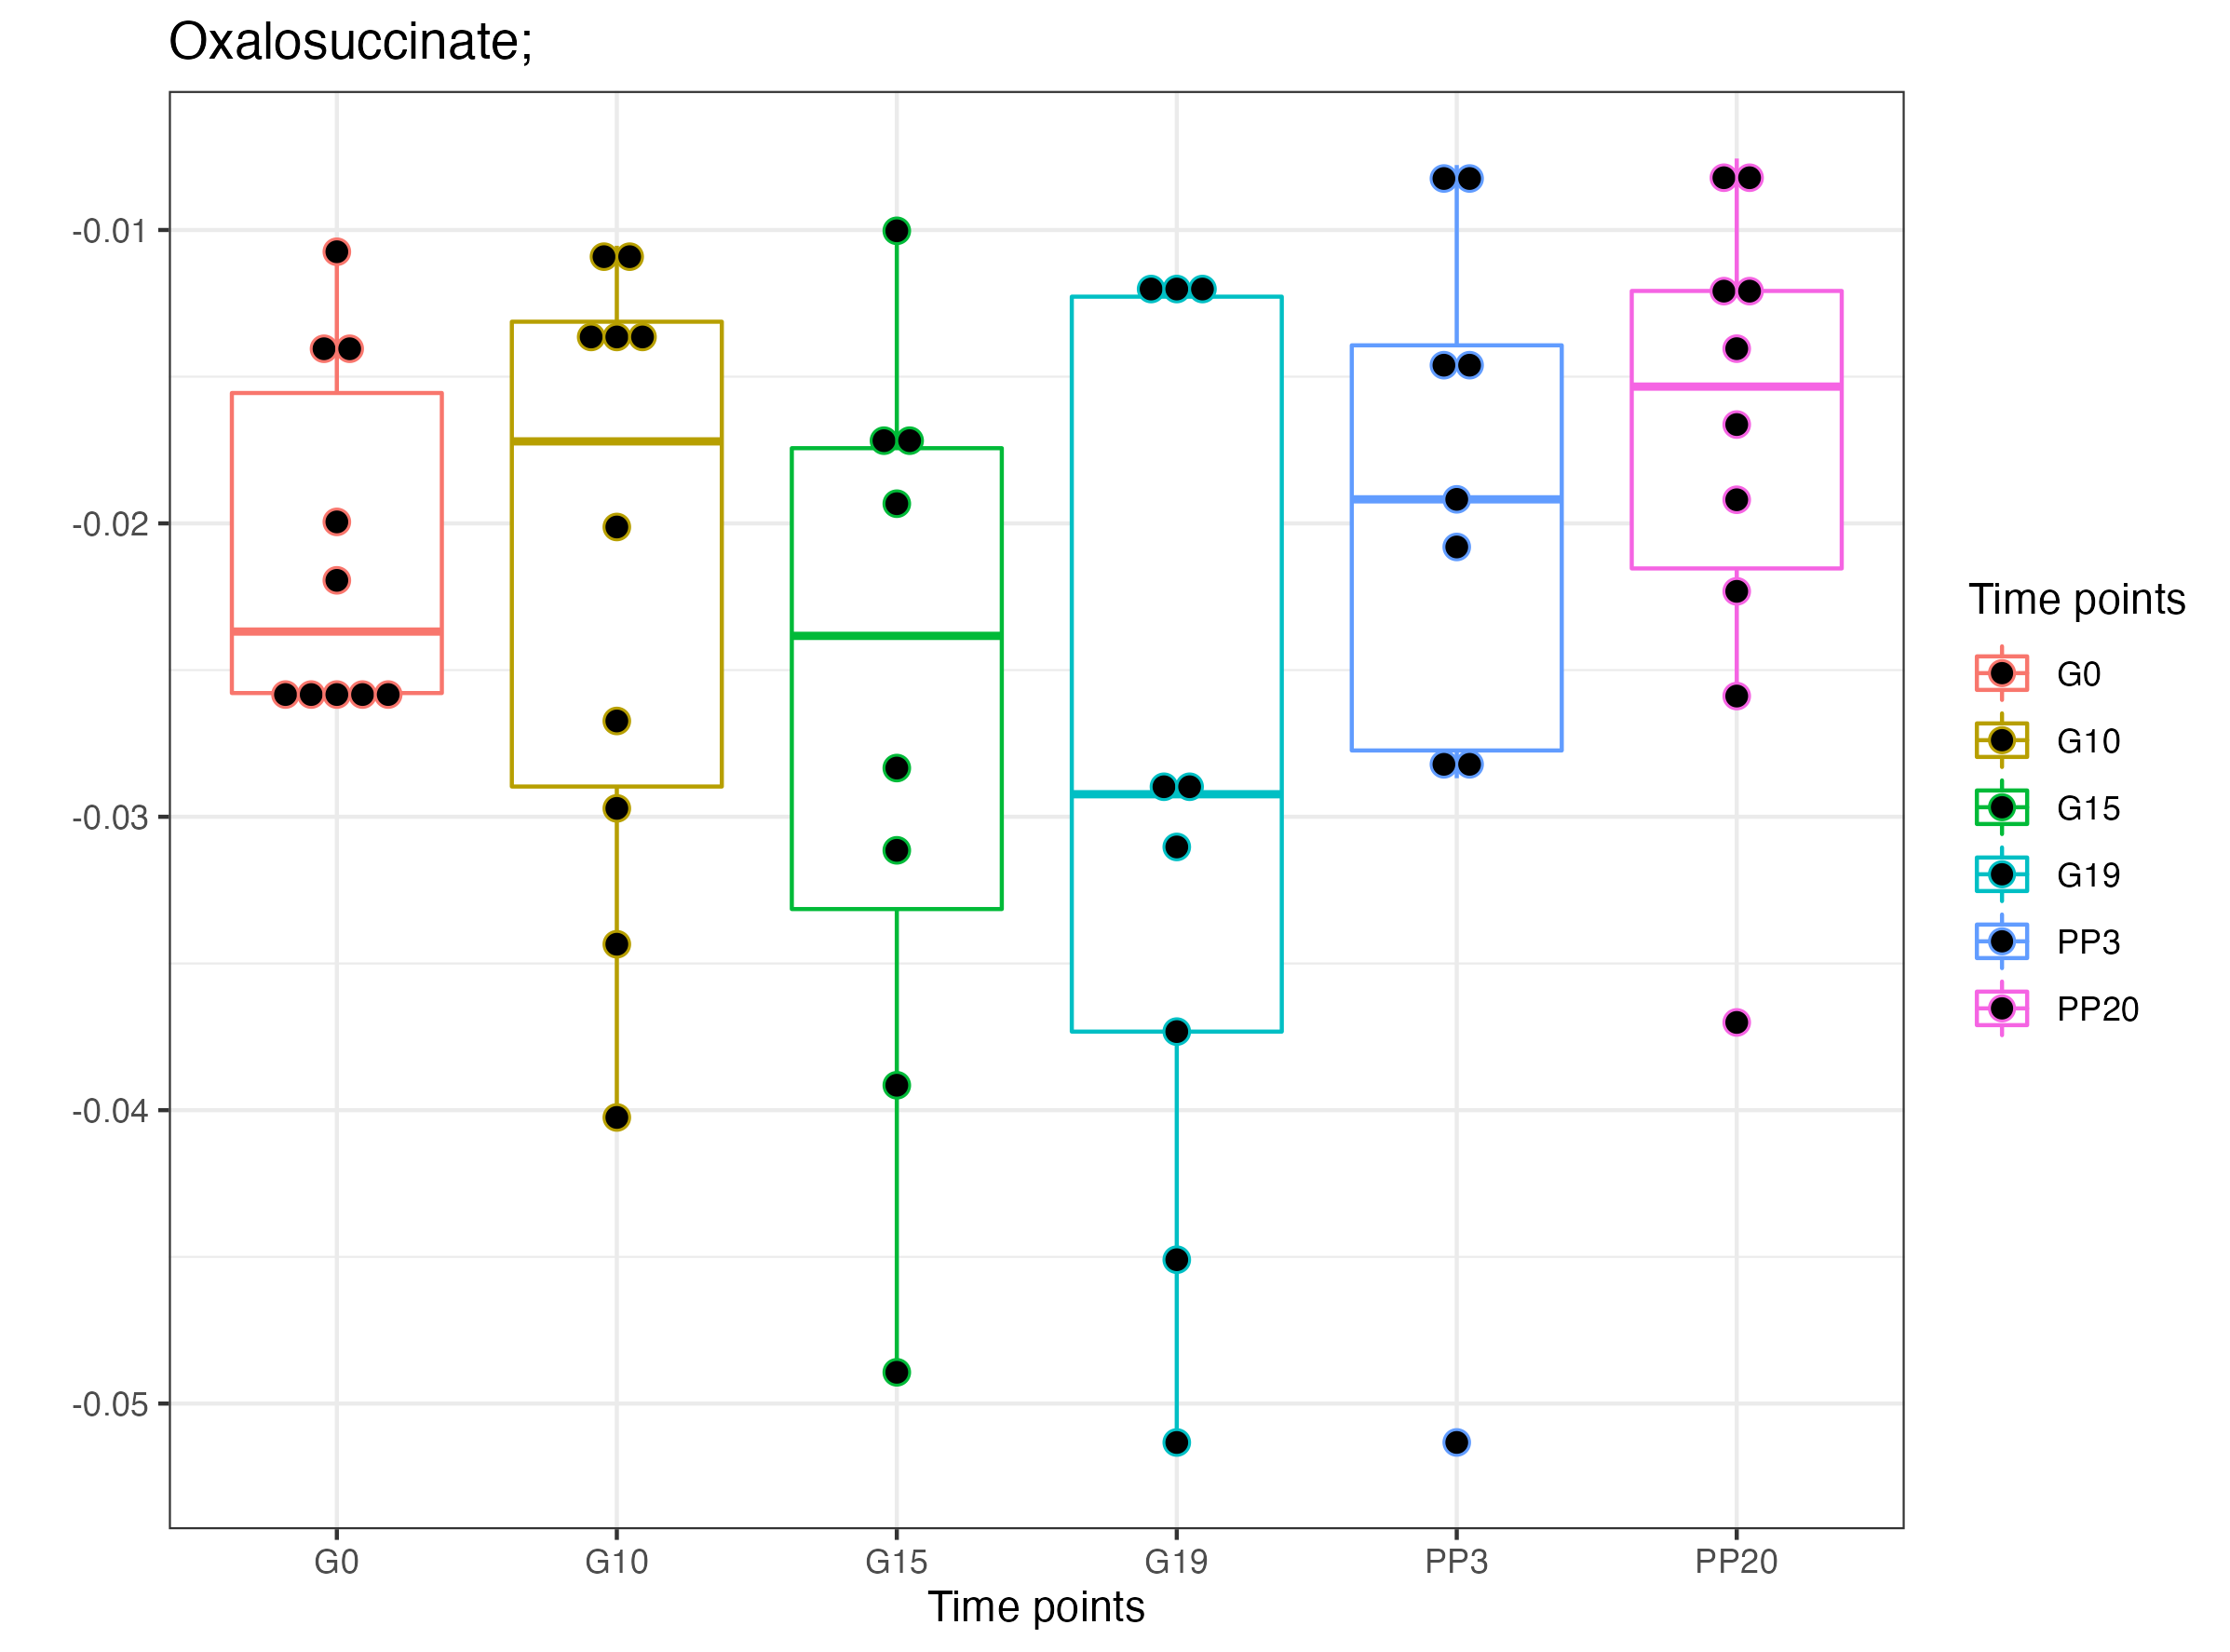 Oxalosuccinate;
-0.01
-0.02
-0.03
-0.04
-0.05
G0 G10 G15 G19 PP3 PP20
Time points
Time points
G0
G10
G15
G19
PP3
PP20